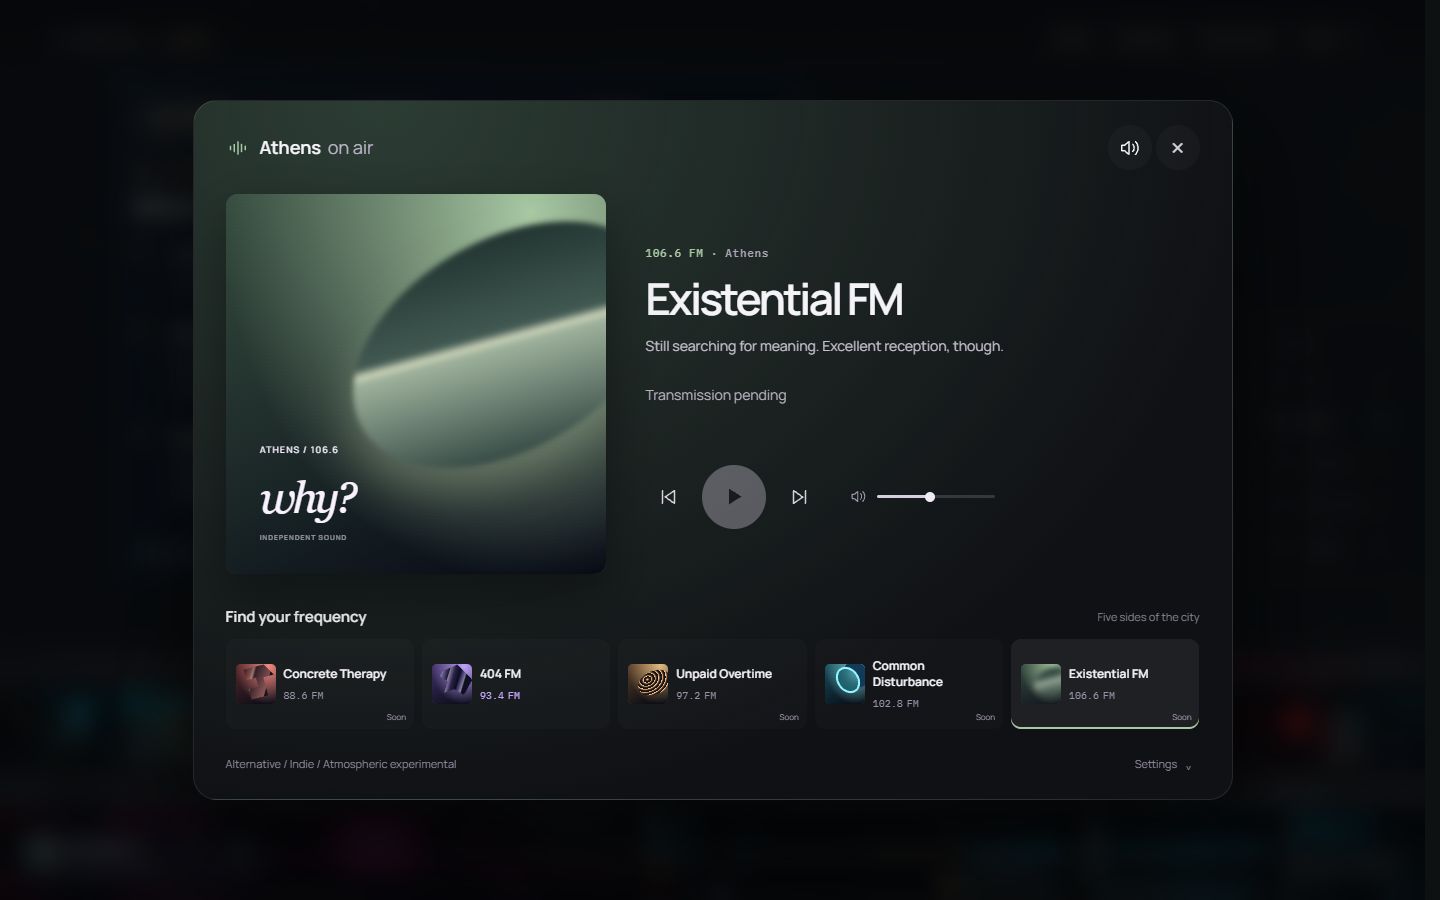 Athens on air
106.6 FM · Athens
Existential FM
Still searching for meaning. Excellent reception, though.
Transmission pending
ATHENS / 106.6
why?
INDEPENDENT SOUND
Find your frequency
Five sides of the city
Concrete Therapy
88.6 FM
Soon
404 FM
93.4 FM
Unpaid Overtime
97.2 FM
Soon
Common
Disturbance
102.8 FM
Soon
Existential FM
106.6 FM
Soon
Alternative / Indie / Atmospheric experimental
Settings